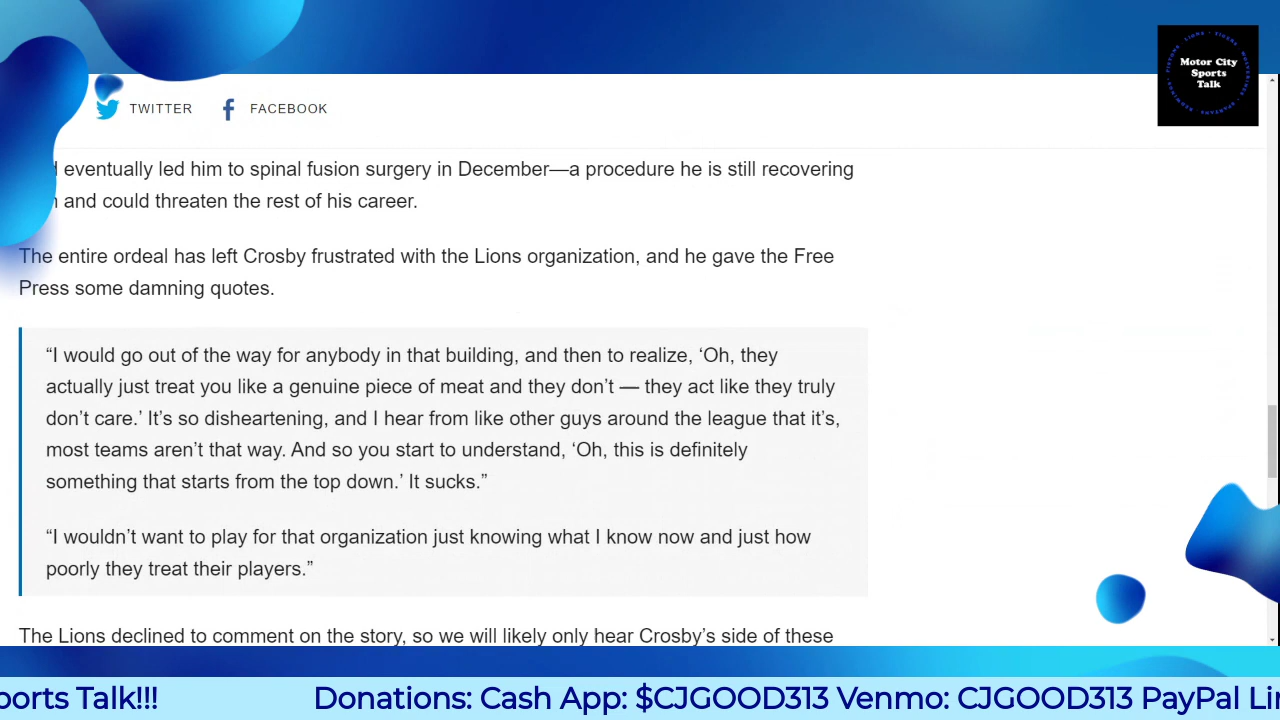 Motor City
Sports
Talk
TWITTER FACEBOOK
eventually led him to spinal fusion surgery in December—a procedure he is still recovering
and could threaten the rest of his career.
The entire ordeal has left Crosby frustrated with the Lions organization, and he gave the Free
Press some damning quotes.
“I would go out of the way for anybody in that building, and then to realize, ‘Oh, they
actually just treat you like a genuine piece of meat and they don’t — they act like they truly
don’t care.’ It’s so disheartening, and I hear from like other guys around the league that it’s,
most teams aren’t that way. And so you start to understand, ‘Oh, this is definitely
something that starts from the top down.’ It sucks.”
“I wouldn’t want to play for that organization just knowing what I know now and just how
poorly they treat their players.”
The Lions declined to comment on the story, so we will likely only hear Crosby’s side of these
ports Talk!!! Donations: Cash App: $CJGOOD313 Venmo: CJGOOD313 PayPal Li